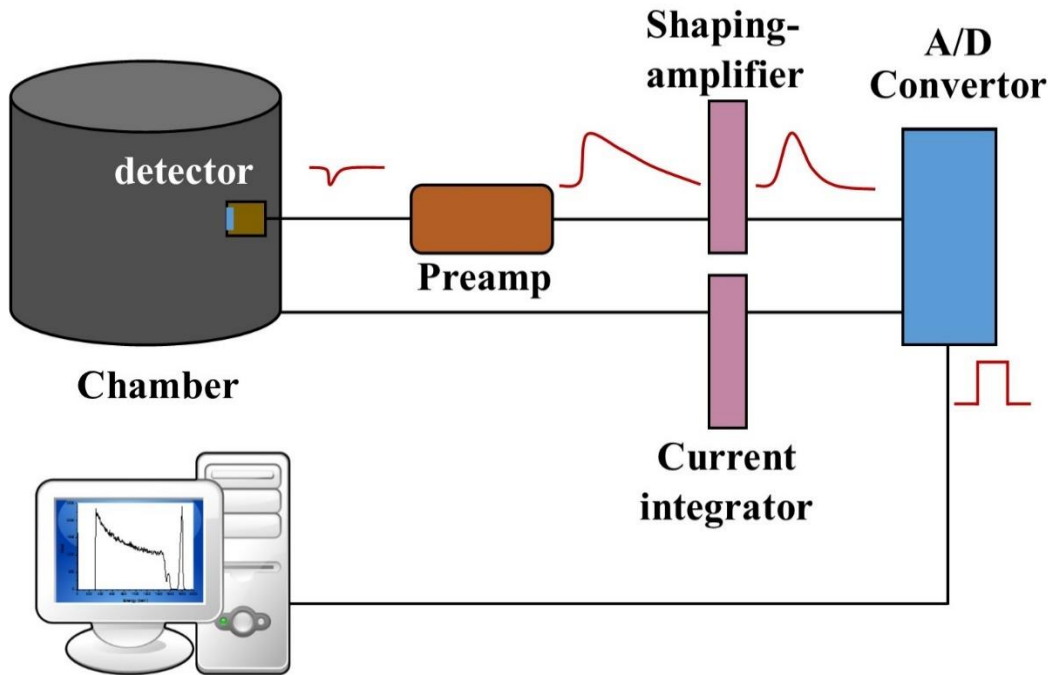 Shaping-
amplifier
A/D
Convertor
detector
Preamp
Chamber
Current
integrator